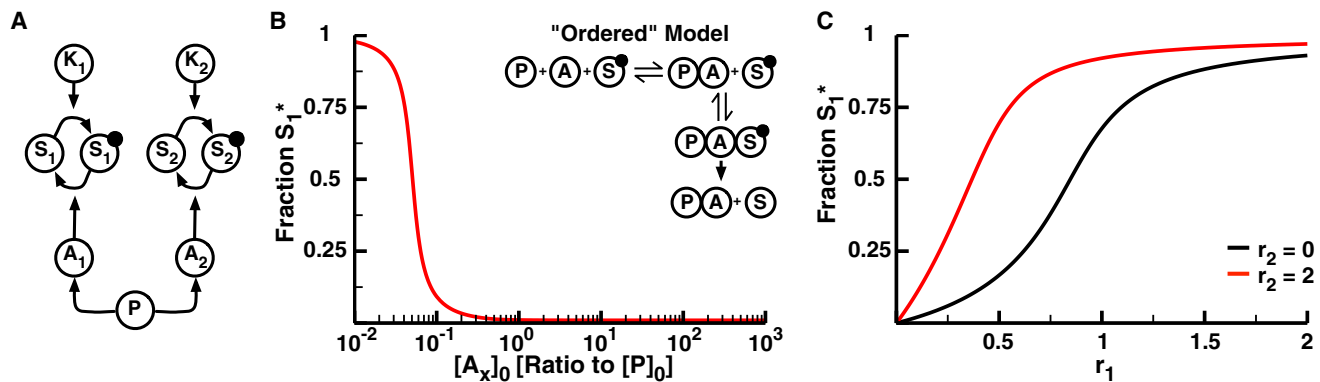 A
K1 K2
S1 S1 S2 S2
A1 A2
P
B
"Ordered" Model
P + A + S ⇌ P A + S
P A S
P A + S
Fraction S1*
1
0.75
0.5
0.25
10^-2 10^-1 10^0 10^1 10^2 10^3
[Ax]0 [Ratio to [P]0]
C
Fraction S1*
1
0.75
0.5
0.25
r2 = 0
r2 = 2
0.5 1 1.5 2
r1